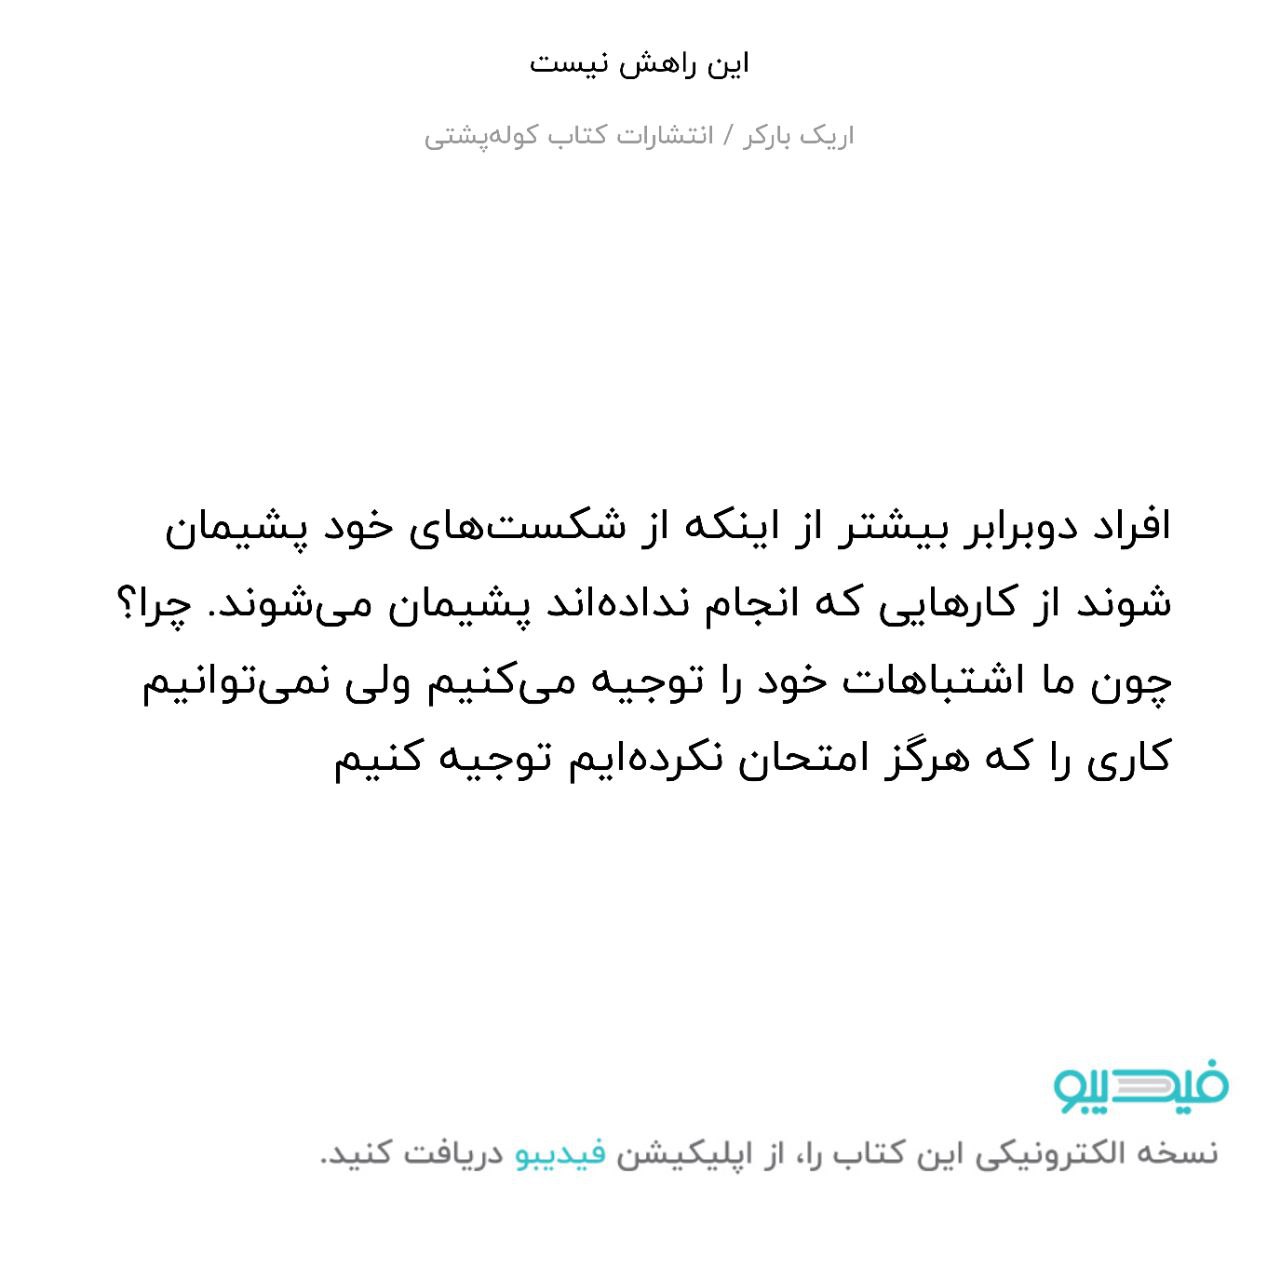 این راهش نیست
اریک بارکر / انتشارات کتاب کوله‌پشتی
افراد دوبرابر بیشتر از اینکه از شکست‌های خود پشیمان
شوند از کارهایی که انجام نداده‌اند پشیمان می‌شوند. چرا؟
چون ما اشتباهات خود را توجیه می‌کنیم ولی نمی‌توانیم
کاری را که هرگز امتحان نکرده‌ایم توجیه کنیم
فیدیبو
نسخه الکترونیکی این کتاب را، از اپلیکیشن فیدیبو دریافت کنید.